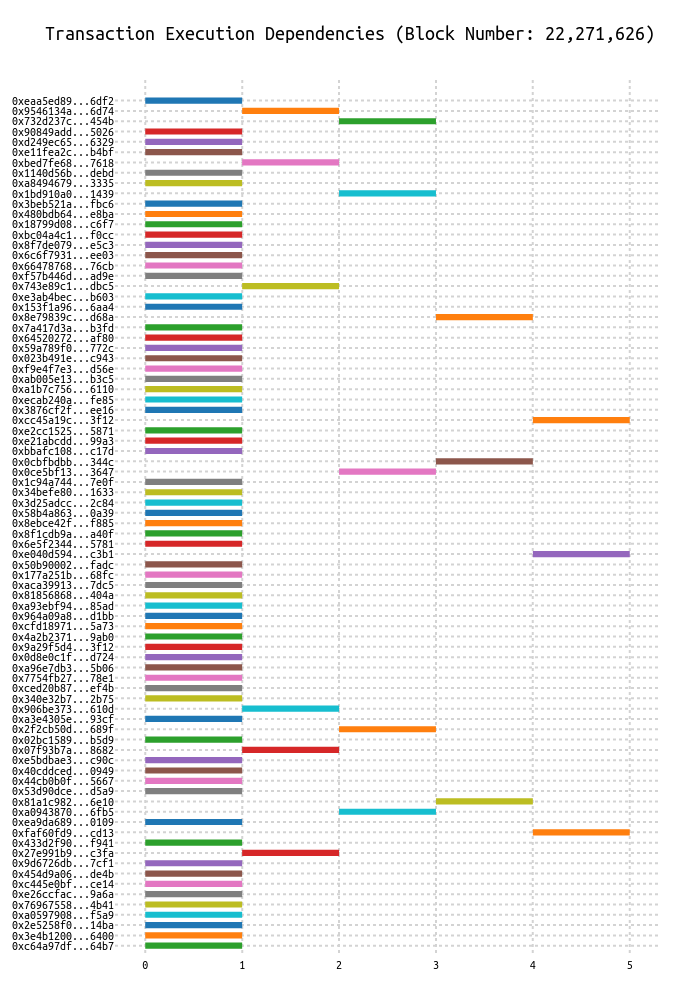 Transaction Execution Dependencies (Block Number: 22,271,626)
0xeaa5ed89...6df2
0x9546134a...6d74
0x732d237c...454b
0x90849add...5026
0xd249ec65...6329
0xe11fea2c...b4bf
0xbed7fe68...7618
0x1140d56b...debd
0xa8494679...3335
0x1bd910a0...1439
0x3beb521a...fbc6
0x480bdb64...e8ba
0x18799d08...c6f7
0xbc04a4c1...f0cc
0x8f7de079...e5c3
0x6c6f7931...ee03
0x66478768...76cb
0xf57b446d...ad9e
0x743e89c1...dbc5
0xe3ab4bec...b603
0x153f1a96...6aa4
0x8e79839c...d68a
0x7a417d3a...b3fd
0x64520272...af80
0x59a789f0...772c
0x023b491e...c943
0xf9e4f7e3...d56e
0xab005e13...b3c5
0xa1b7c756...6110
0xecab240a...fe85
0x3876cf2f...ee16
0xcc45a19c...3f12
0xe2cc1525...5871
0xe21abcdd...99a3
0xbbafc108...c17d
0x0cbfbdbb...344c
0x0ce5bf13...3647
0x1c94a744...7e0f
0x34befe80...1633
0x3d25adcc...2c84
0x58b4a863...0a39
0x8ebce42f...f885
0x8f1cdb9a...a40f
0x6e5f2344...5781
0xe040d594...c3b1
0x50b90002...fadc
0x177a251b...68fc
0xaca39913...7dc5
0x81856868...404a
0xa93ebf94...85ad
0x964a09a8...d1bb
0xcfd18971...5a73
0x4a2b2371...9ab0
0x9a29f5d4...3f12
0x0d8e0c1f...d724
0xa96e7db3...5b06
0x7754fb27...78e1
0xced20b87...ef4b
0x340e32b7...2b75
0x906be373...610d
0xa3e4305e...93cf
0x2f2cb50d...689f
0x02bc1589...b5d9
0x07f93b7a...8682
0xe5bdbae3...c90c
0x40cddced...0949
0x44cb0b0f...5667
0x53d90dce...d5a9
0x81a1c982...6e10
0xa0943870...6fb5
0xea9da689...0109
0xfaf60fd9...cd13
0x433d2f90...f941
0x27e991b9...c3fa
0x9d6726db...7cf1
0x454d9a06...de4b
0xc445e0bf...ce14
0xe26ccfac...9a6a
0x76967558...4b41
0xa0597908...f5a9
0x2e5258f0...14ba
0x3e4b1200...6400
0xc64a97df...64b7
0 1 2 3 4 5